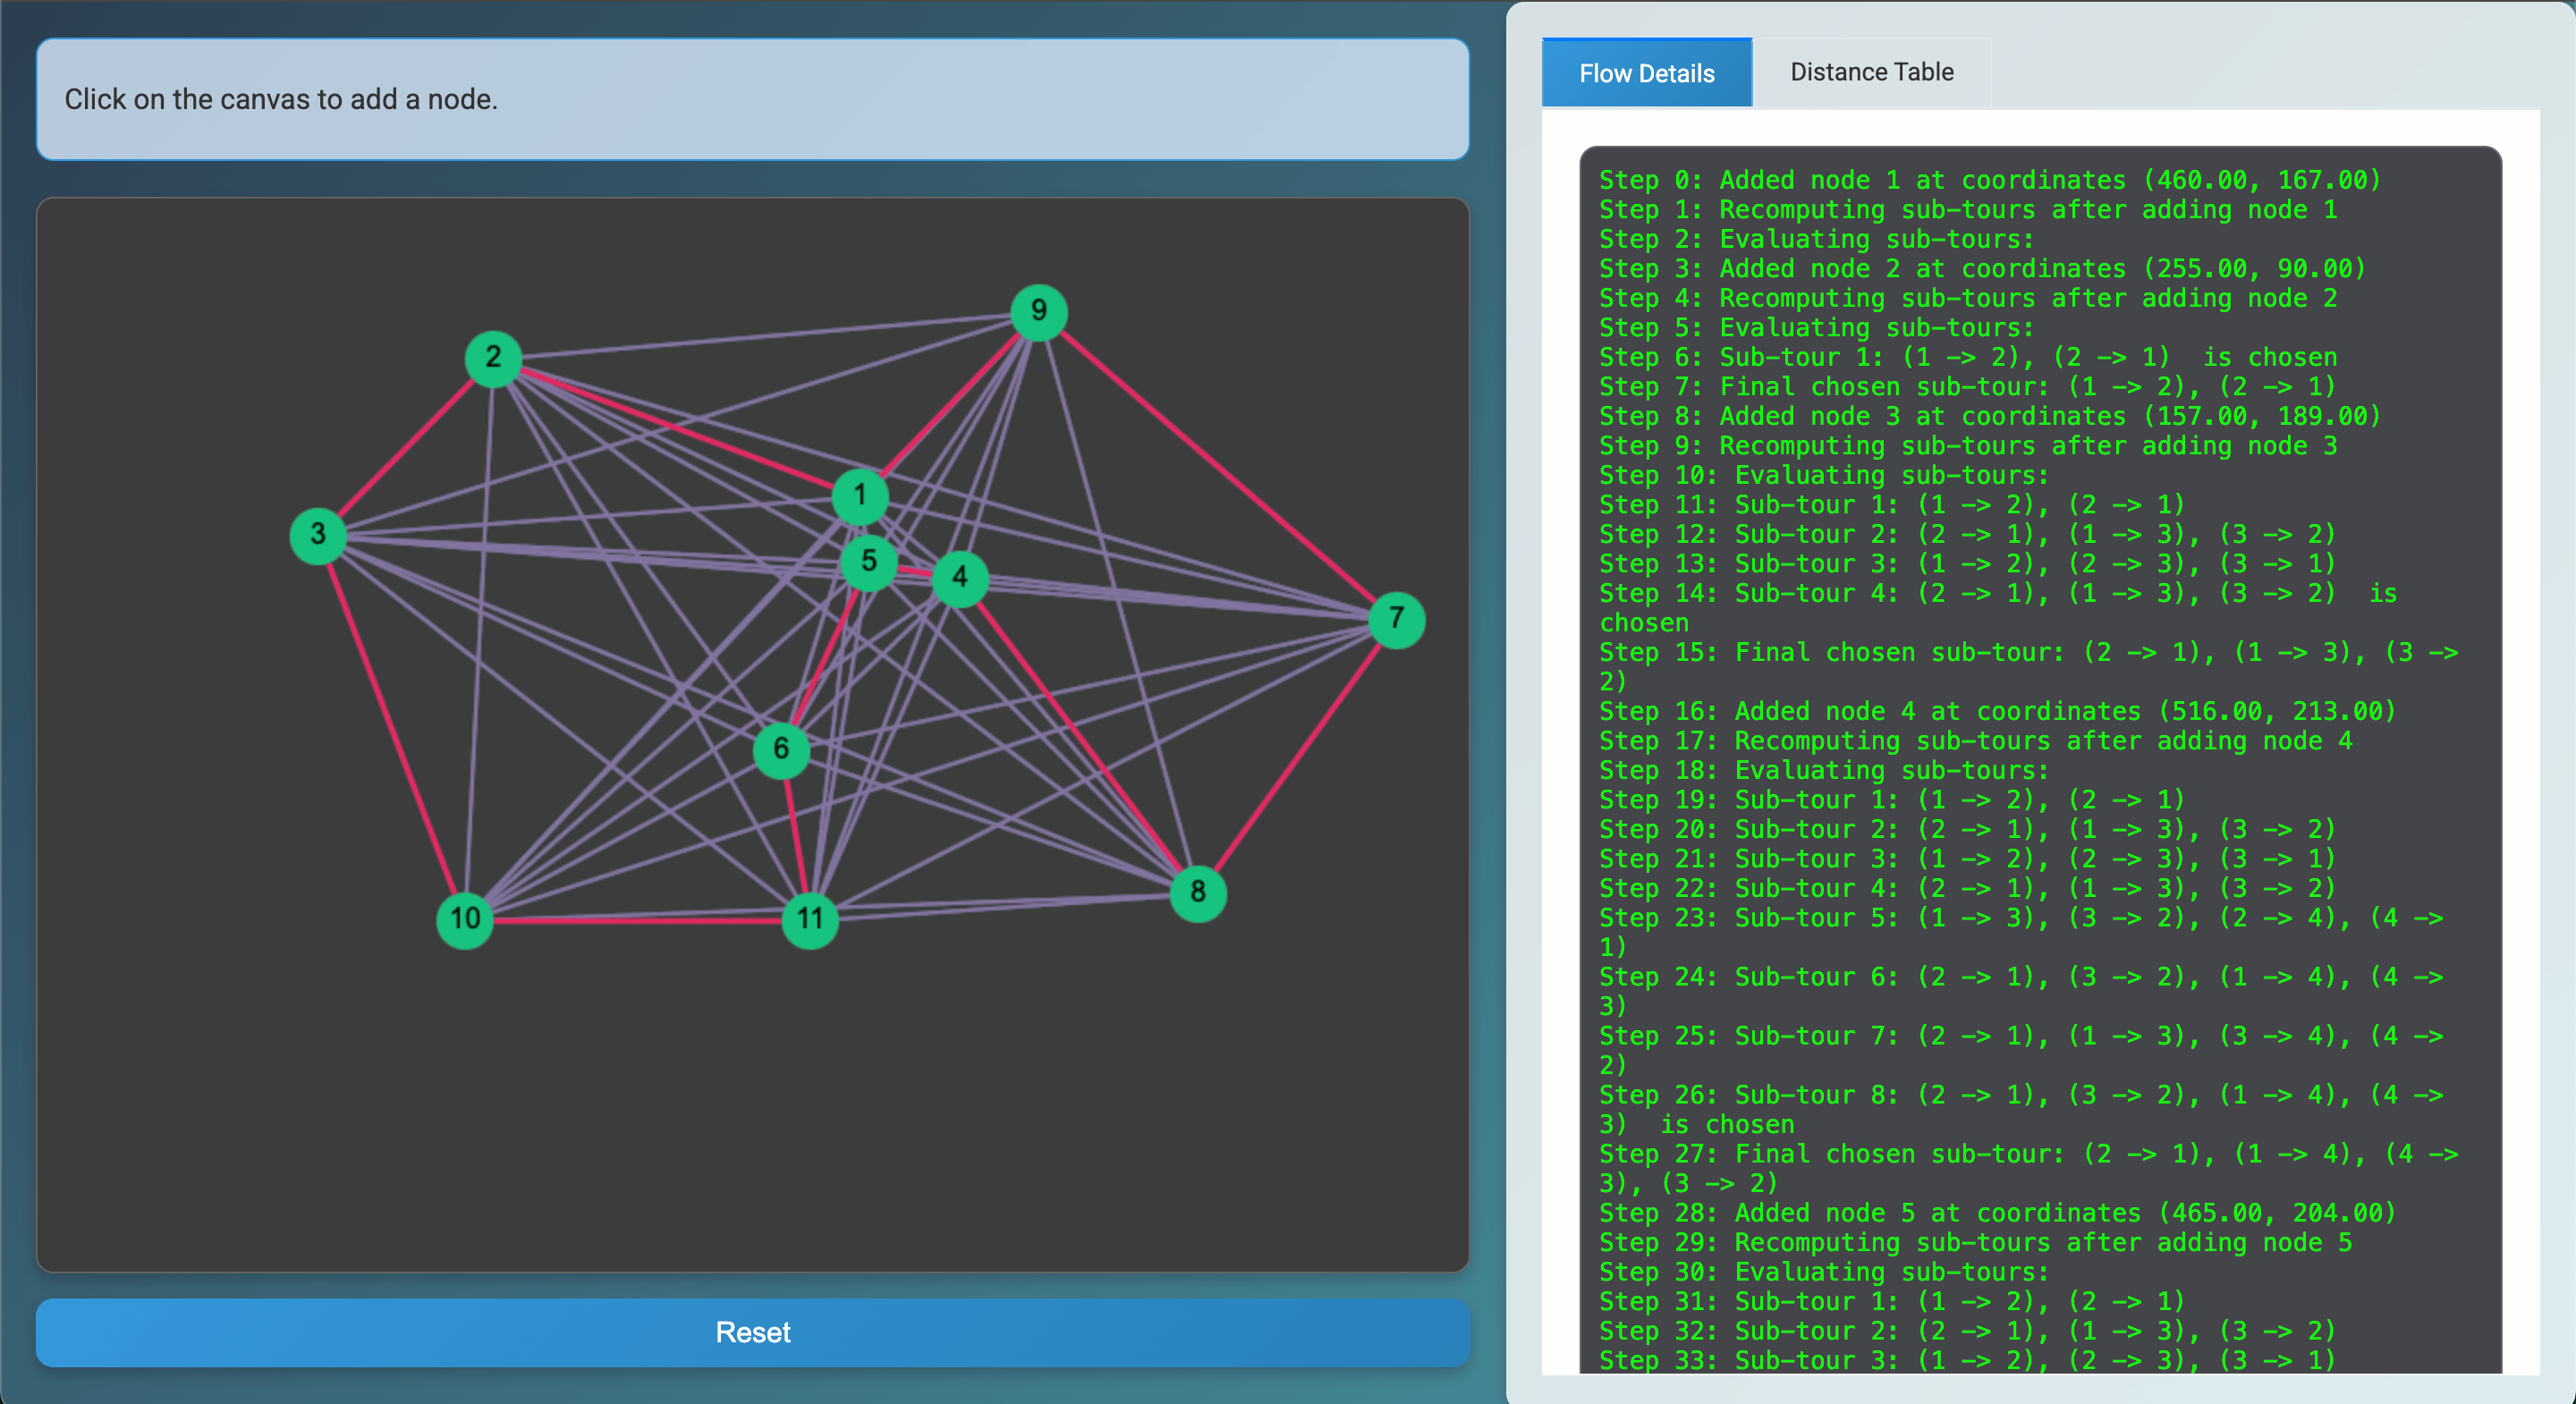 Click on the canvas to add a node.
9
2
1
3
5
4
7
6
8
10
11
Reset
Flow Details
Distance Table
Step 0: Added node 1 at coordinates (460.00, 167.00)
Step 1: Recomputing sub-tours after adding node 1
Step 2: Evaluating sub-tours:
Step 3: Added node 2 at coordinates (255.00, 90.00)
Step 4: Recomputing sub-tours after adding node 2
Step 5: Evaluating sub-tours:
Step 6: Sub-tour 1: (1 -> 2), (2 -> 1)  is chosen
Step 7: Final chosen sub-tour: (1 -> 2), (2 -> 1)
Step 8: Added node 3 at coordinates (157.00, 189.00)
Step 9: Recomputing sub-tours after adding node 3
Step 10: Evaluating sub-tours:
Step 11: Sub-tour 1: (1 -> 2), (2 -> 1)
Step 12: Sub-tour 2: (2 -> 1), (1 -> 3), (3 -> 2)
Step 13: Sub-tour 3: (1 -> 2), (2 -> 3), (3 -> 1)
Step 14: Sub-tour 4: (2 -> 1), (1 -> 3), (3 -> 2)  is
chosen
Step 15: Final chosen sub-tour: (2 -> 1), (1 -> 3), (3 ->
2)
Step 16: Added node 4 at coordinates (516.00, 213.00)
Step 17: Recomputing sub-tours after adding node 4
Step 18: Evaluating sub-tours:
Step 19: Sub-tour 1: (1 -> 2), (2 -> 1)
Step 20: Sub-tour 2: (2 -> 1), (1 -> 3), (3 -> 2)
Step 21: Sub-tour 3: (1 -> 2), (2 -> 3), (3 -> 1)
Step 22: Sub-tour 4: (2 -> 1), (1 -> 3), (3 -> 2)
Step 23: Sub-tour 5: (1 -> 3), (3 -> 2), (2 -> 4), (4 ->
1)
Step 24: Sub-tour 6: (2 -> 1), (3 -> 2), (1 -> 4), (4 ->
3)
Step 25: Sub-tour 7: (2 -> 1), (1 -> 3), (3 -> 4), (4 ->
2)
Step 26: Sub-tour 8: (2 -> 1), (3 -> 2), (1 -> 4), (4 ->
3)  is chosen
Step 27: Final chosen sub-tour: (2 -> 1), (1 -> 4), (4 ->
3), (3 -> 2)
Step 28: Added node 5 at coordinates (465.00, 204.00)
Step 29: Recomputing sub-tours after adding node 5
Step 30: Evaluating sub-tours:
Step 31: Sub-tour 1: (1 -> 2), (2 -> 1)
Step 32: Sub-tour 2: (2 -> 1), (1 -> 3), (3 -> 2)
Step 33: Sub-tour 3: (1 -> 2), (2 -> 3), (3 -> 1)